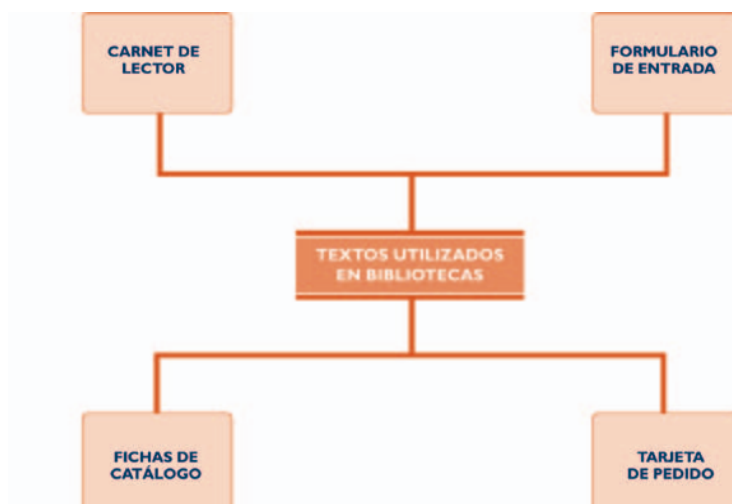 CARNET DE
LECTOR
FORMULARIO
DE ENTRADA
TEXTOS UTILIZADOS
EN BIBLIOTECAS
FICHAS DE
CATÁLOGO
TARJETA
DE PEDIDO